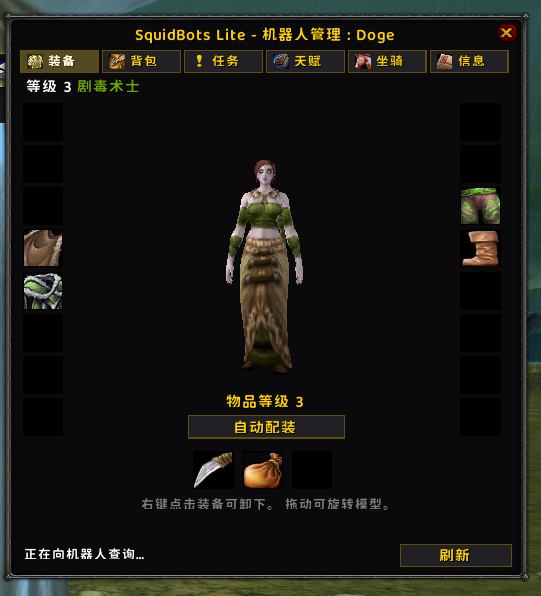 SquidBots Lite - 机器人管理 : Doge
装备 背包 任务 天赋 坐骑 信息
等级 3 剧毒术士
物品等级 3
自动配装
右键点击装备可卸下。 拖动可旋转模型。
正在向机器人查询...
刷新